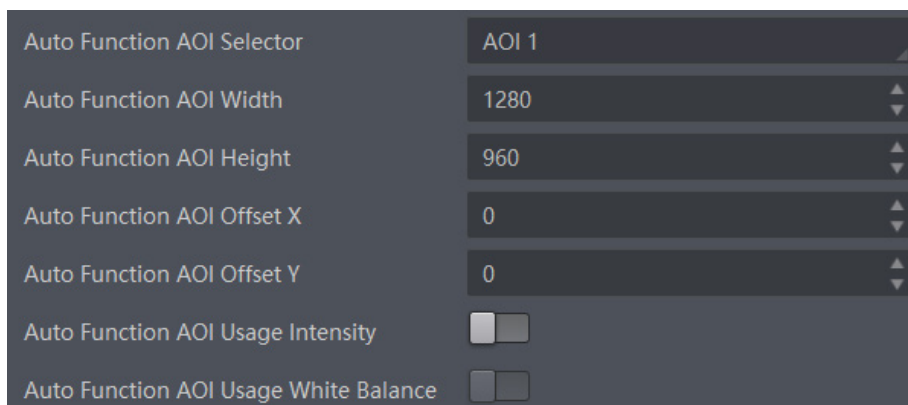 Auto Function AOI Selector AOI 1
Auto Function AOI Width 1280
Auto Function AOI Height 960
Auto Function AOI Offset X 0
Auto Function AOI Offset Y 0
Auto Function AOI Usage Intensity
Auto Function AOI Usage White Balance